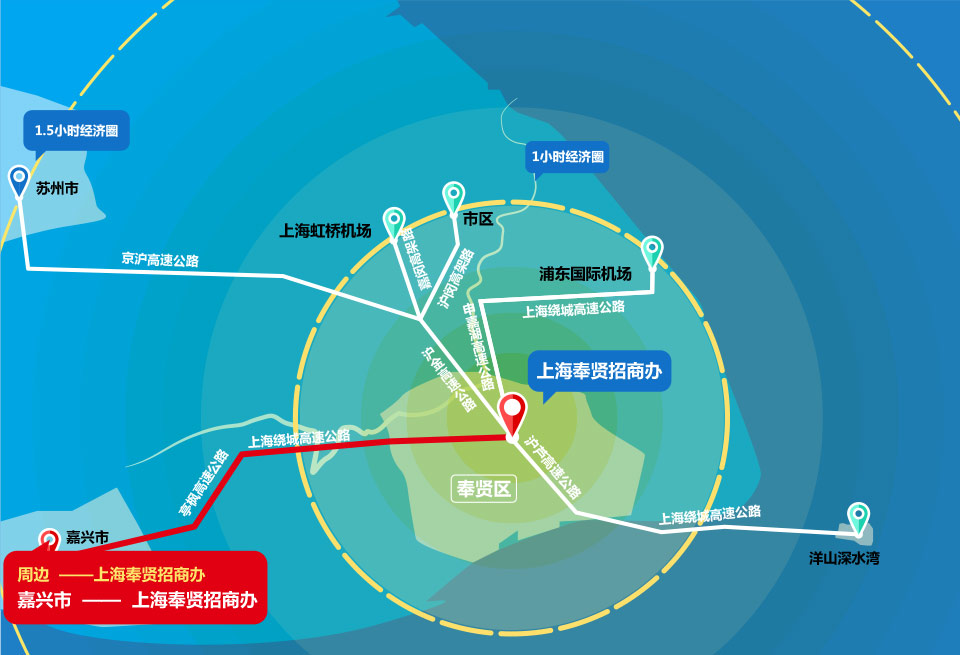 1.5小时经济圈
1小时经济圈
苏州市
市区
上海虹桥机场
嘉闵高架路
沪闵高架路
京沪高速公路
浦东国际机场
上海绕城高速公路
申嘉湖高速公路
沪金高速公路
上海奉贤招商办
上海绕城高速公路
亭枫高速公路
沪芦高速公路
奉贤区
上海绕城高速公路
嘉兴市
洋山深水湾
周边 ——上海奉贤招商办
嘉兴市 —— 上海奉贤招商办